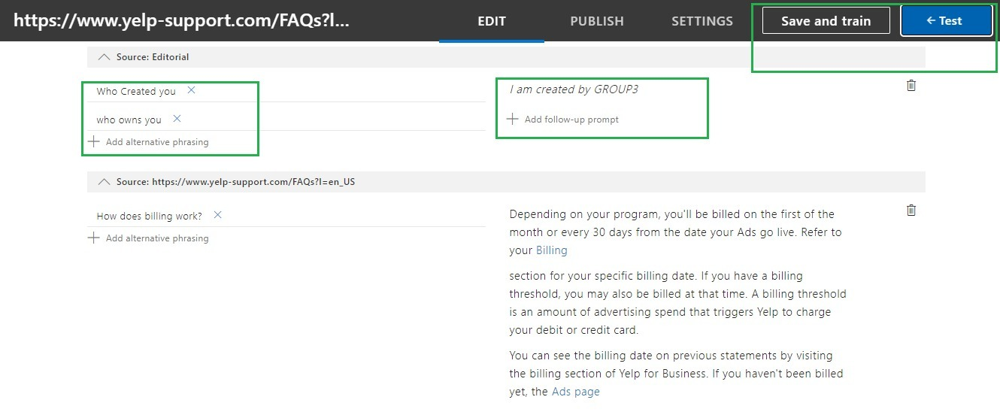 https://www.yelp-support.com/FAQs?l... EDIT PUBLISH SETTINGS Save and train ← Test
Source: Editorial
Who Created you ×
I am created by GROUP3
who owns you ×
+ Add follow-up prompt
+ Add alternative phrasing
Source: https://www.yelp-support.com/FAQs?l=en_US
How does billing work? ×
+ Add alternative phrasing
Depending on your program, you'll be billed on the first of the
month or every 30 days from the date your Ads go live. Refer to
your Billing
section for your specific billing date. If you have a billing
threshold, you may also be billed at that time. A billing threshold
is an amount of advertising spend that triggers Yelp to charge
your debit or credit card.
You can see the billing date on previous statements by visiting
the billing section of Yelp for Business. If you haven't been billed
yet, the Ads page